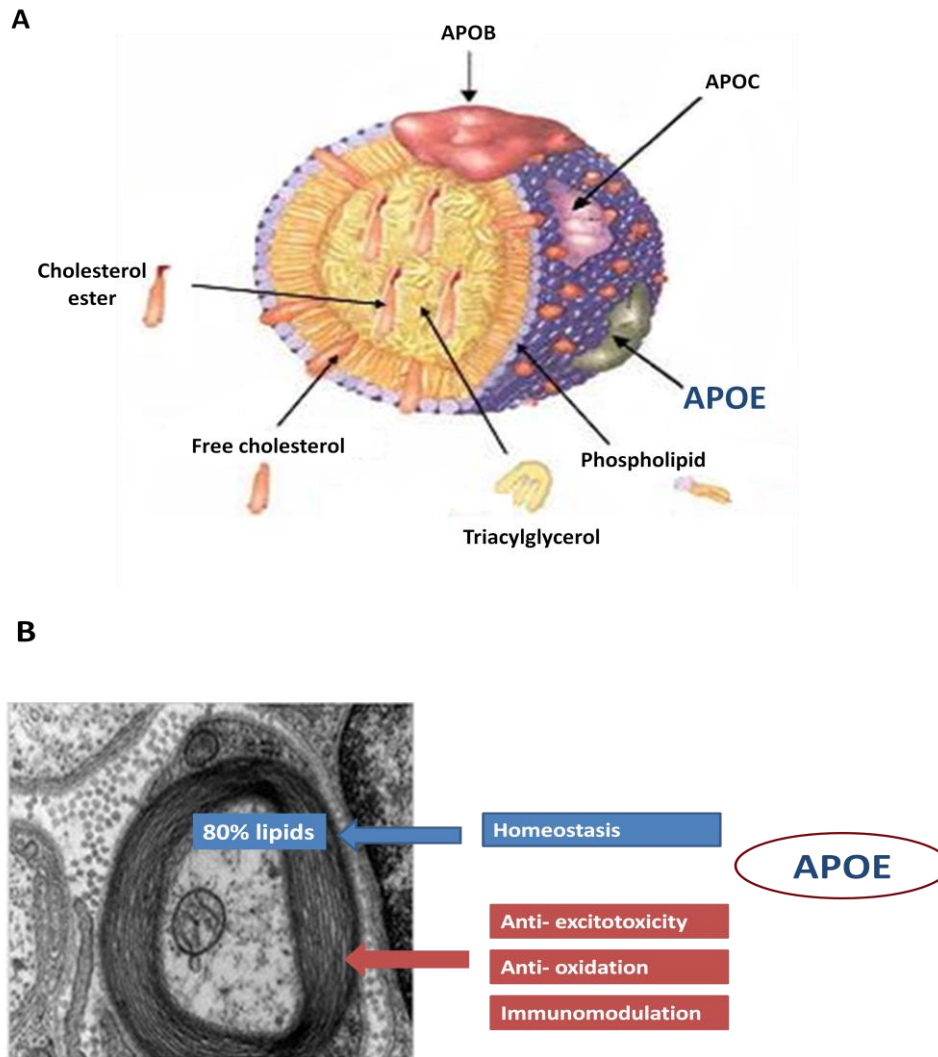 A
APOB
APOC
Cholesterol
ester
APOE
Free cholesterol
Phospholipid
Triacylglycerol
B
80% lipids
Homeostasis
APOE
Anti- excitotoxicity
Anti- oxidation
Immunomodulation